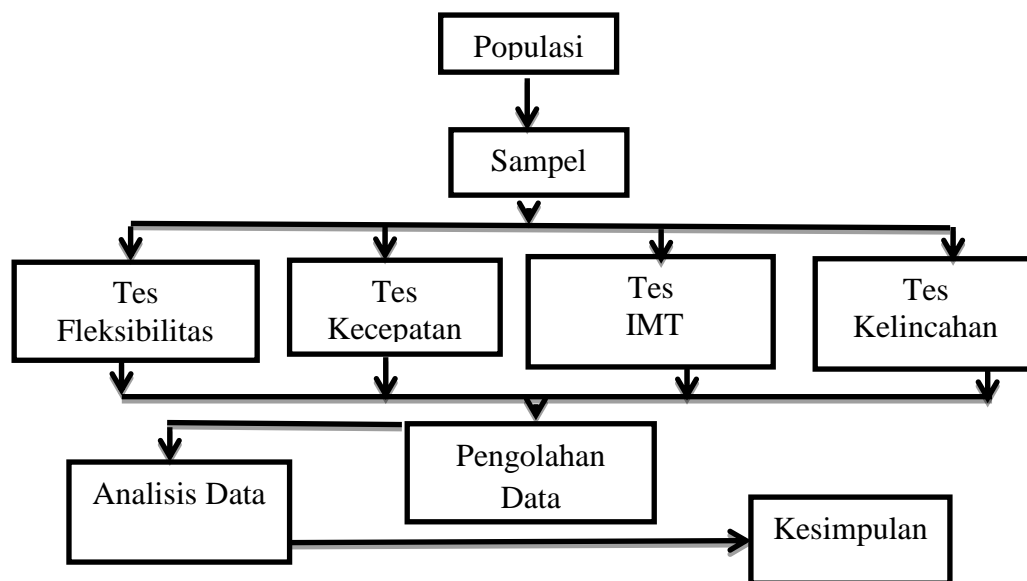 Populasi
Sampel
Tes
Fleksibilitas
Tes
Kecepatan
Tes
IMT
Tes
Kelincahan
Pengolahan
Data
Analisis Data
Kesimpulan